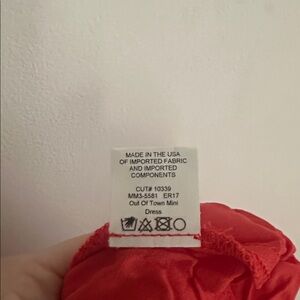 MADE IN THE USA
OF IMPORTED FABRIC
AND IMPORTED
COMPONENTS
CUT# 10339
MM3-5581 ER17
Out Of Town Mini
Dress